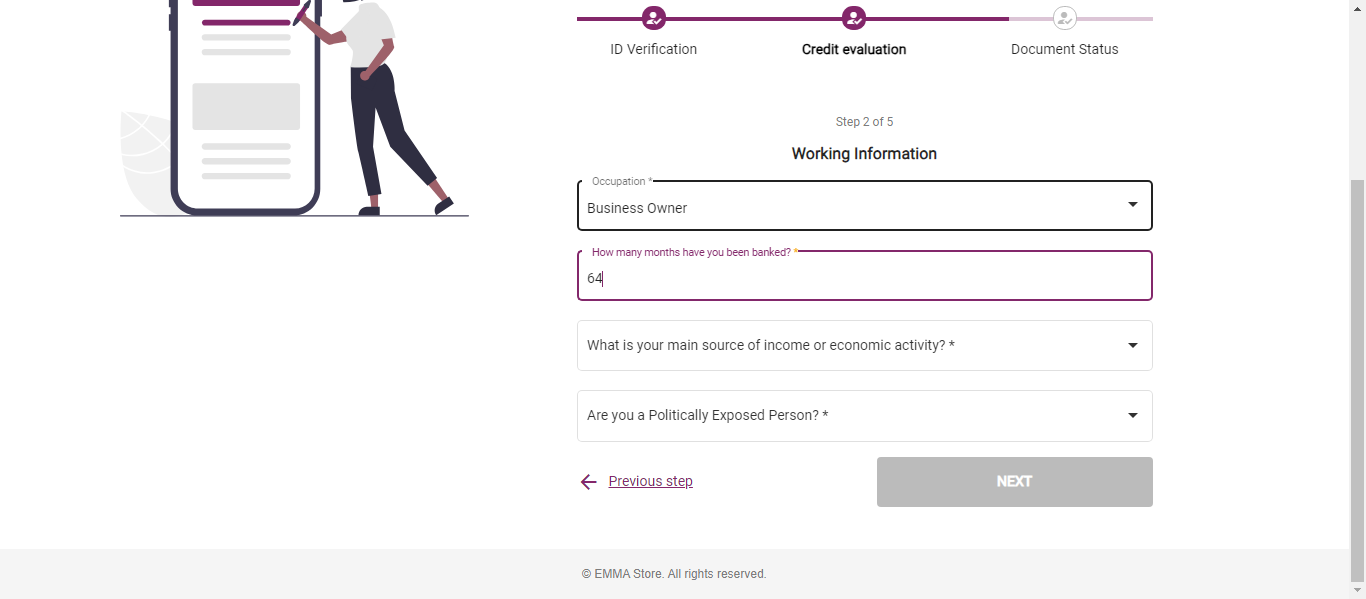 ID Verification
Credit evaluation
Document Status
Step 2 of 5
Working Information
Occupation *
Business Owner
How many months have you been banked? *
64
What is your main source of income or economic activity? *
Are you a Politically Exposed Person? *
Previous step
NEXT
© EMMA Store. All rights reserved.